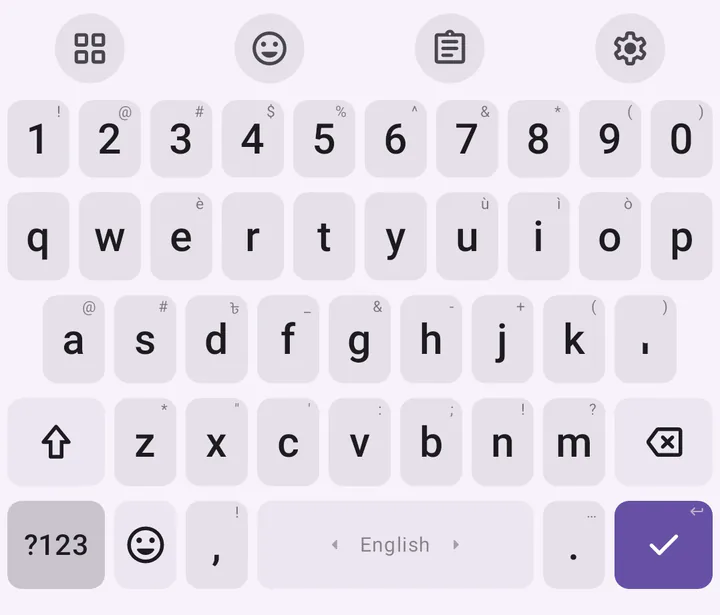 ! @ # $ % ^ & * ( )
1 2 3 4 5 6 7 8 9 0
è ù ì ò
q w e r t y u i o p
@ # _ & - + ( )
a s d f g h j k
* " ' : ; ! ?
z x c v b n m
! …
?123 , English .